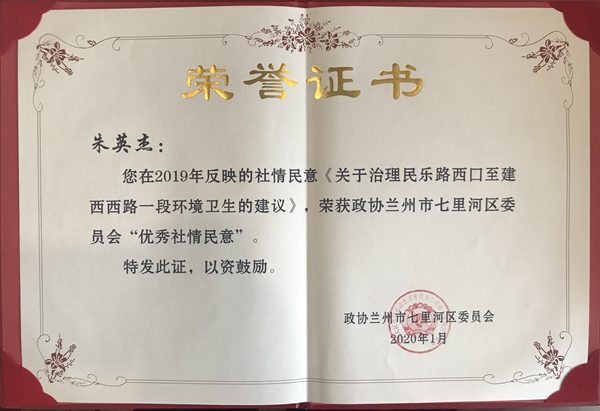 荣誉证书
朱英杰：
您在2019年反映的社情民意《关于治理民乐路西口至建
西西路一段环境卫生的建议》，荣获政协兰州市七里河区委
员会“优秀社情民意”。
特发此证，以资鼓励。
政协兰州市七里河区委员会
2020年1月